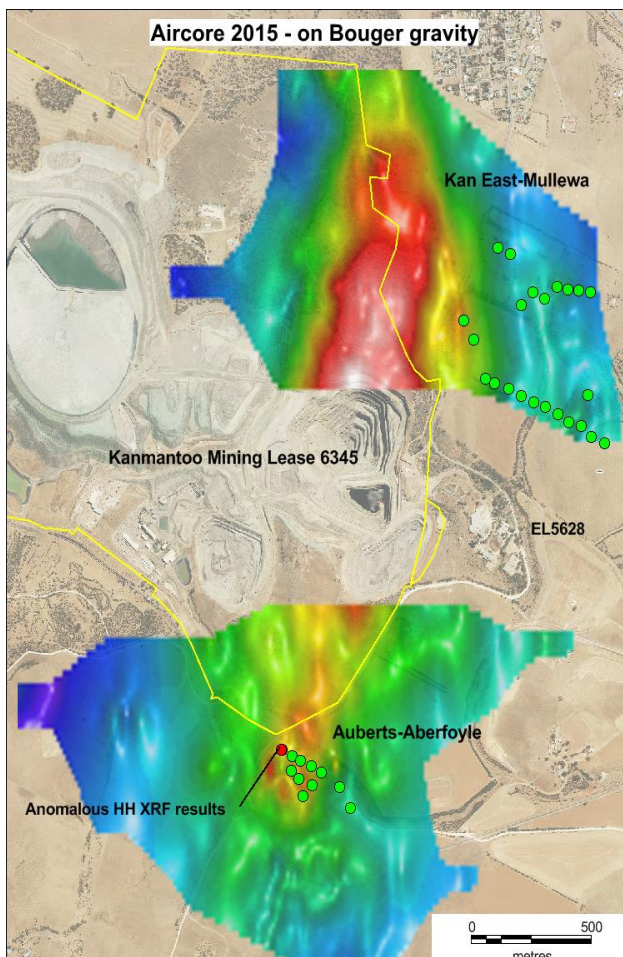 Aircore 2015 - on Bouger gravity
Kan East-Mullewa
Kanmantoo Mining Lease 6345
EL5628
Auberts-Aberfoyle
Anomalous HH XRF results
0 500
metres